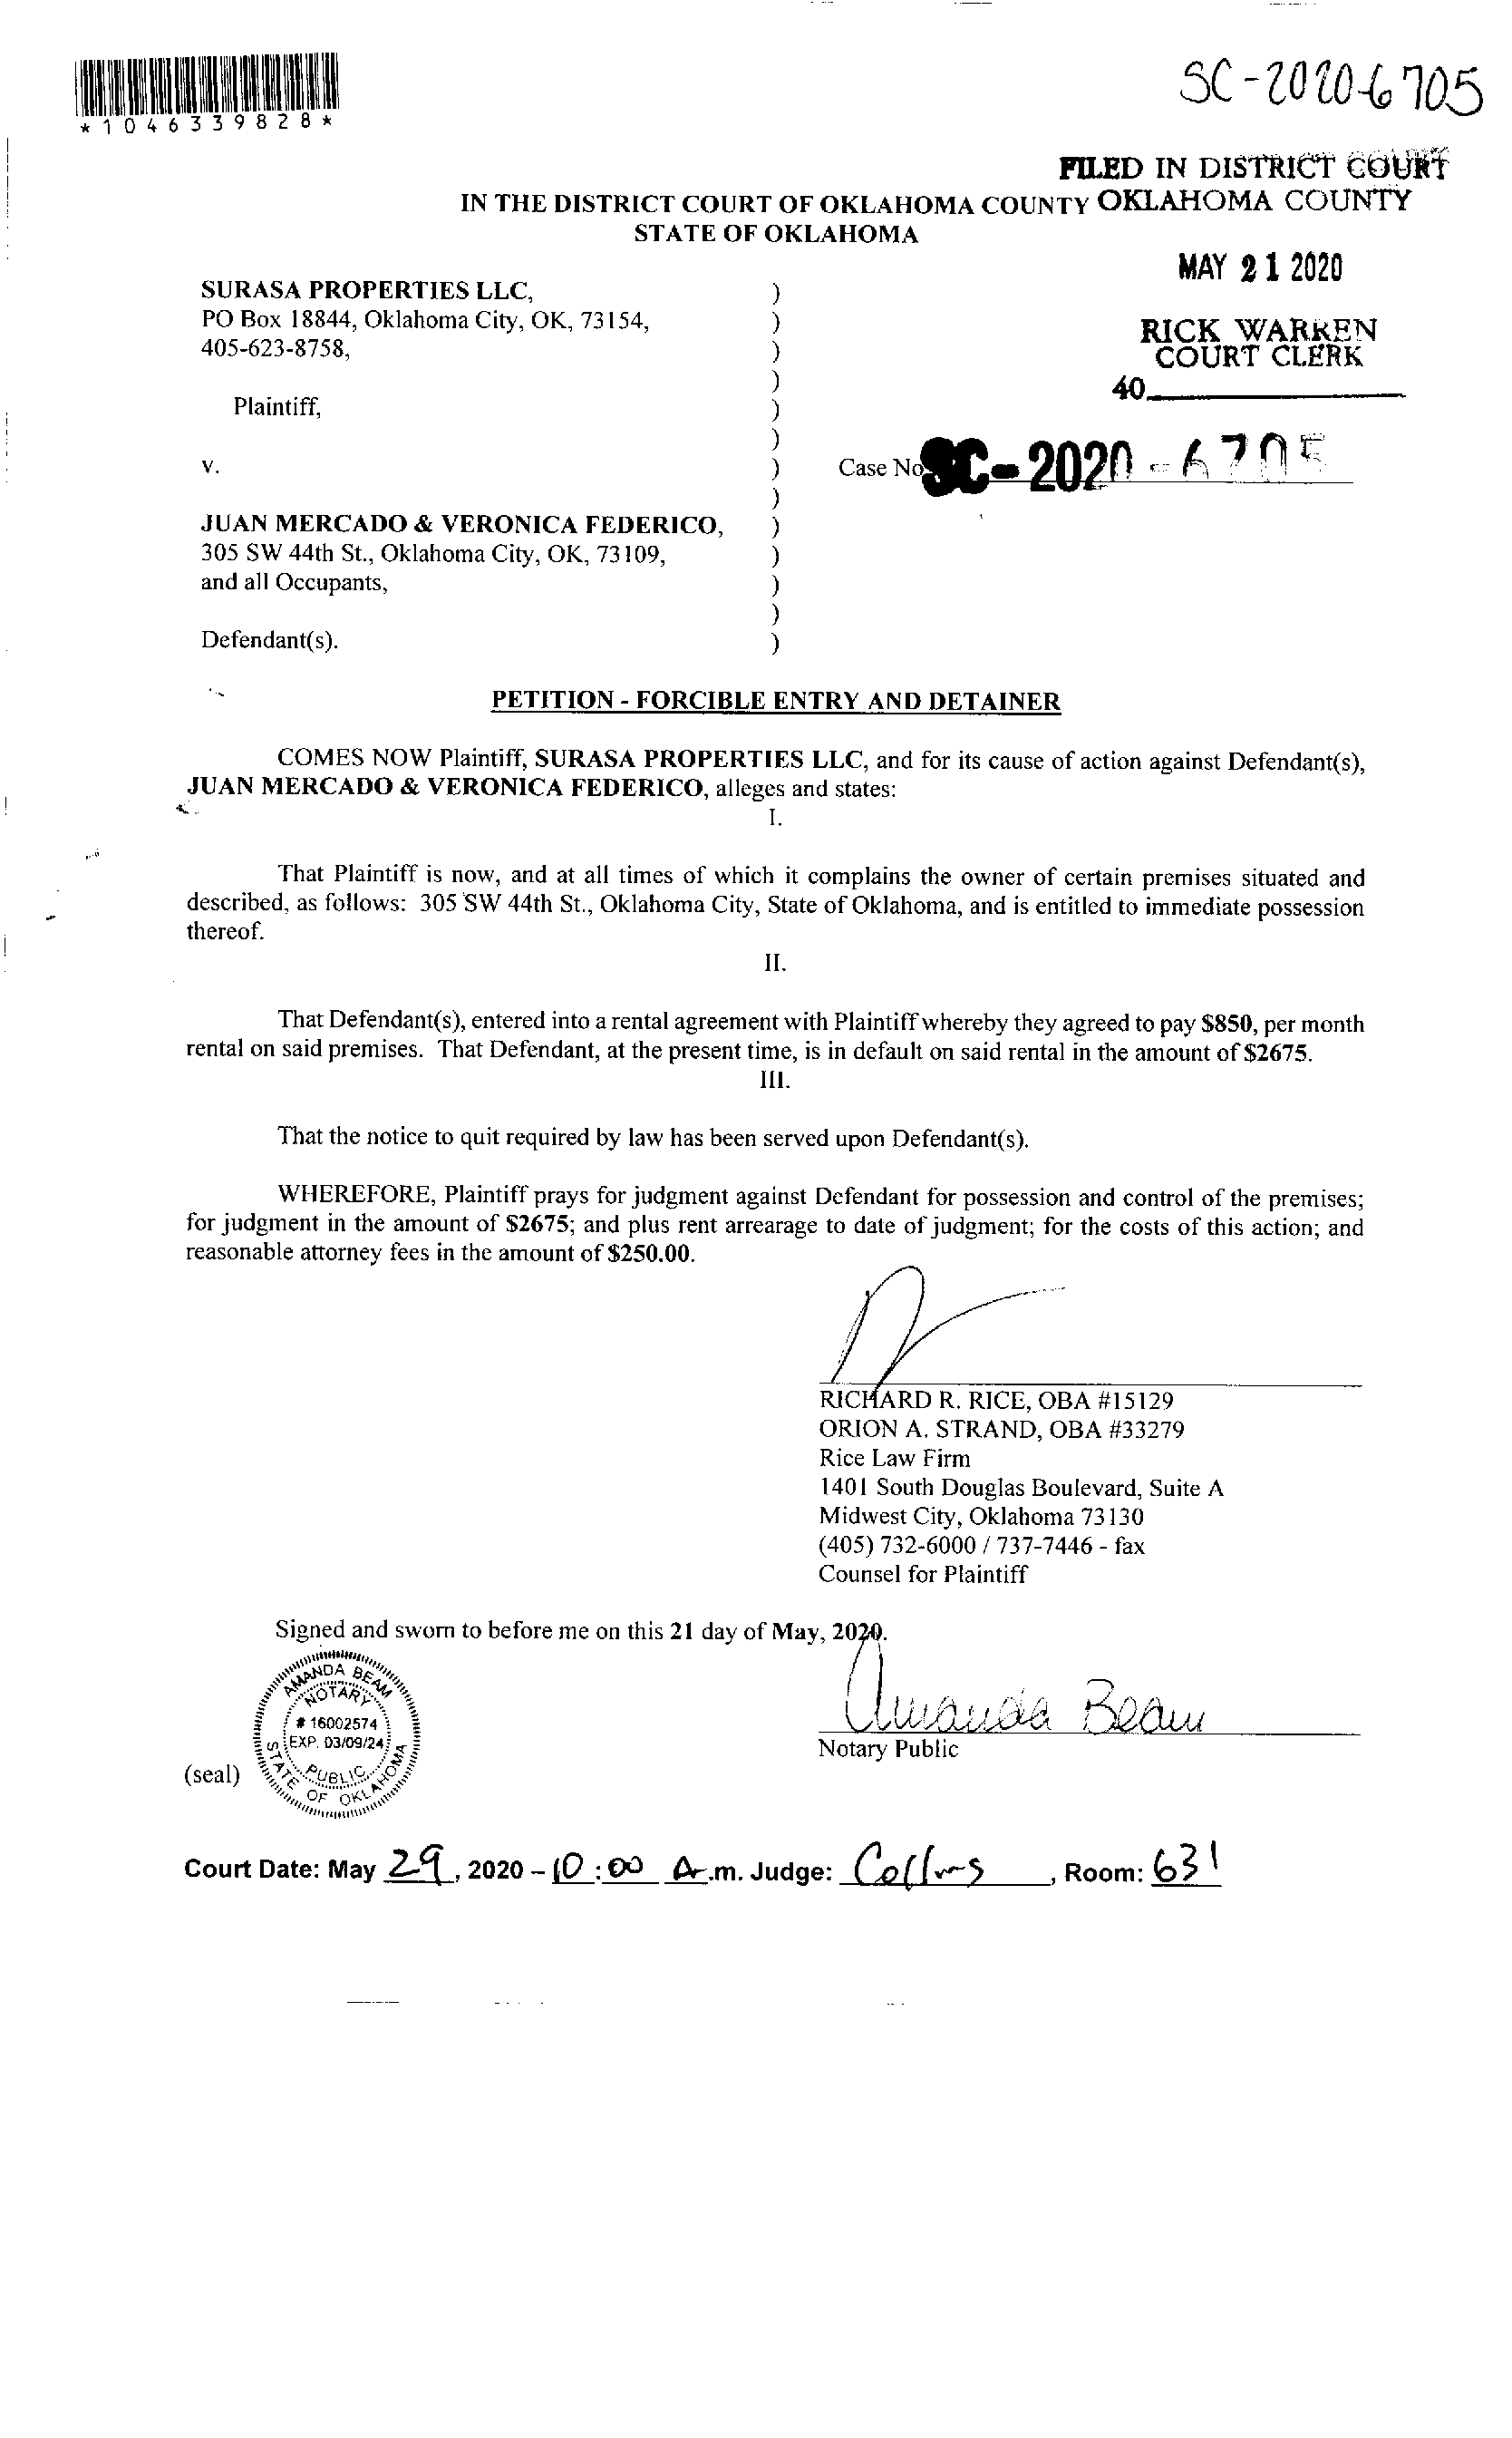 *1046339828*
SC-2020-6705
FILED IN DISTRICT COURT
OKLAHOMA COUNTY
IN THE DISTRICT COURT OF OKLAHOMA COUNTY
STATE OF OKLAHOMA
MAY 21 2020
RICK WARREN
COURT CLERK
40
SURASA PROPERTIES LLC, )
PO Box 18844, Oklahoma City, OK, 73154, )
405-623-8758, )
)
Plaintiff, )
)
v. ) Case No SC-2020-6705
)
JUAN MERCADO & VERONICA FEDERICO, )
305 SW 44th St., Oklahoma City, OK, 73109, )
and all Occupants, )
)
Defendant(s). )
PETITION - FORCIBLE ENTRY AND DETAINER
COMES NOW Plaintiff, SURASA PROPERTIES LLC, and for its cause of action against Defendant(s),
JUAN MERCADO & VERONICA FEDERICO, alleges and states:
I.
That Plaintiff is now, and at all times of which it complains the owner of certain premises situated and
described, as follows: 305 SW 44th St., Oklahoma City, State of Oklahoma, and is entitled to immediate possession
thereof.
II.
That Defendant(s), entered into a rental agreement with Plaintiff whereby they agreed to pay $850, per month
rental on said premises. That Defendant, at the present time, is in default on said rental in the amount of $2675.
III.
That the notice to quit required by law has been served upon Defendant(s).
WHEREFORE, Plaintiff prays for judgment against Defendant for possession and control of the premises;
for judgment in the amount of $2675; and plus rent arrearage to date of judgment; for the costs of this action; and
reasonable attorney fees in the amount of $250.00.
RICHARD R. RICE, OBA #15129
ORION A. STRAND, OBA #33279
Rice Law Firm
1401 South Douglas Boulevard, Suite A
Midwest City, Oklahoma 73130
(405) 732-6000 / 737-7446 - fax
Counsel for Plaintiff
Signed and sworn to before me on this 21 day of May, 2020.
Amanda Beam
Notary Public
(seal)
AMANDA BEAM
NOTARY
# 16002574
EXP. 03/09/24
PUBLIC
STATE OF OKLAHOMA
Court Date: May 29, 2020 - 10:00 A.m. Judge: Collins, Room: 631